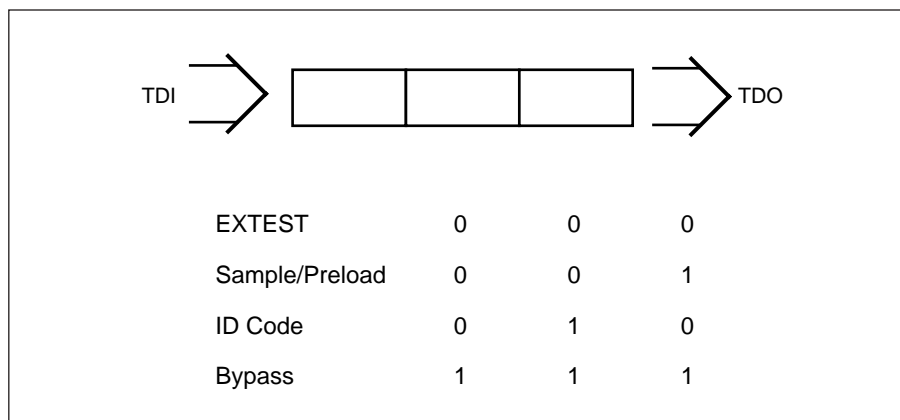 TDI TDO
EXTEST 0 0 0
Sample/Preload 0 0 1
ID Code 0 1 0
Bypass 1 1 1